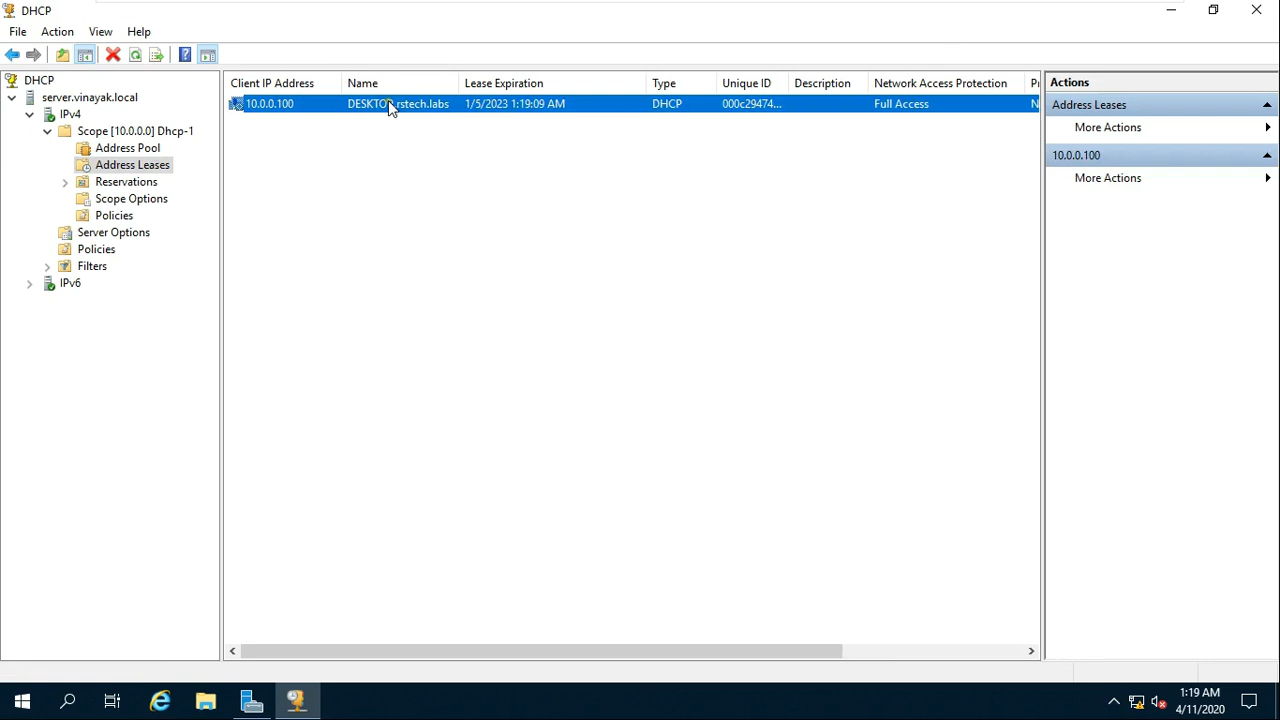 DHCP
File Action View Help
DHCP
server.vinayak.local
IPv4
Scope [10.0.0.0] Dhcp-1
Address Pool
Address Leases
Reservations
Scope Options
Policies
Server Options
Policies
Filters
IPv6
Client IP Address Name Lease Expiration Type Unique ID Description Network Access Protection
10.0.0.100 rstech.labs 1/5/2023 1:19:09 AM DHCP 000c29474... Full Access N
Actions
Address Leases
More Actions
10.0.0.100
More Actions
1:19 AM
4/11/2020